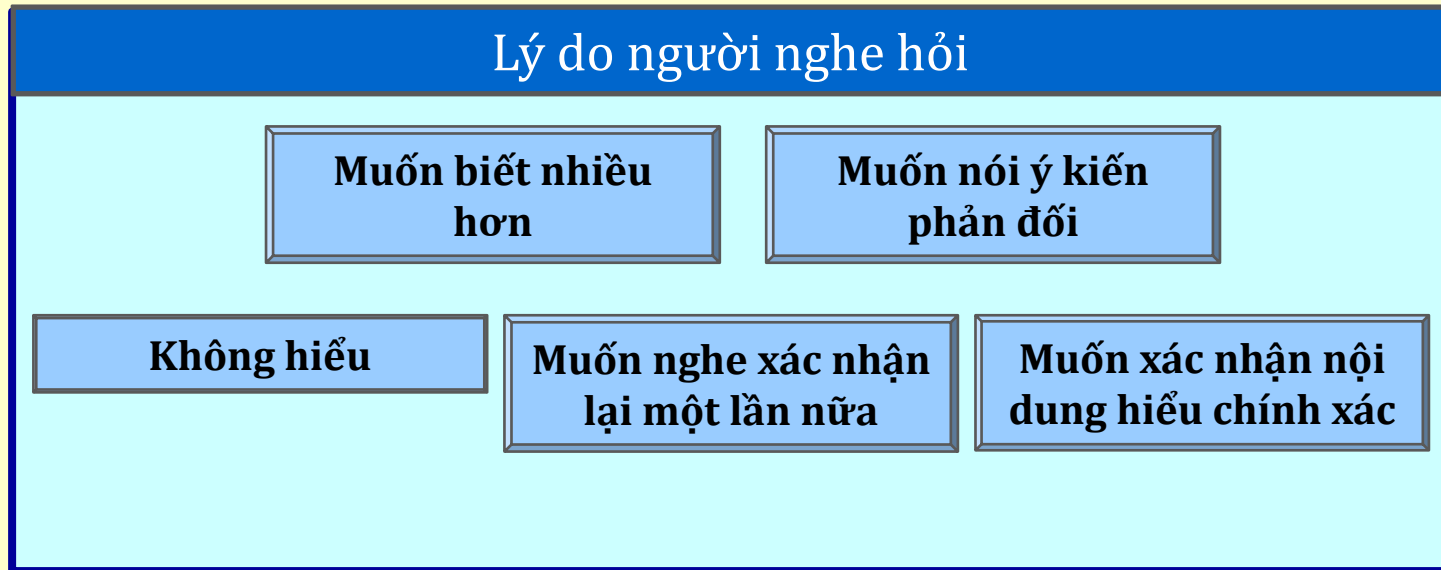 Lý do người nghe hỏi
Muốn biết nhiều
hơn
Muốn nói ý kiến
phản đối
Không hiểu
Muốn nghe xác nhận
lại một lần nữa
Muốn xác nhận nội
dung hiểu chính xác